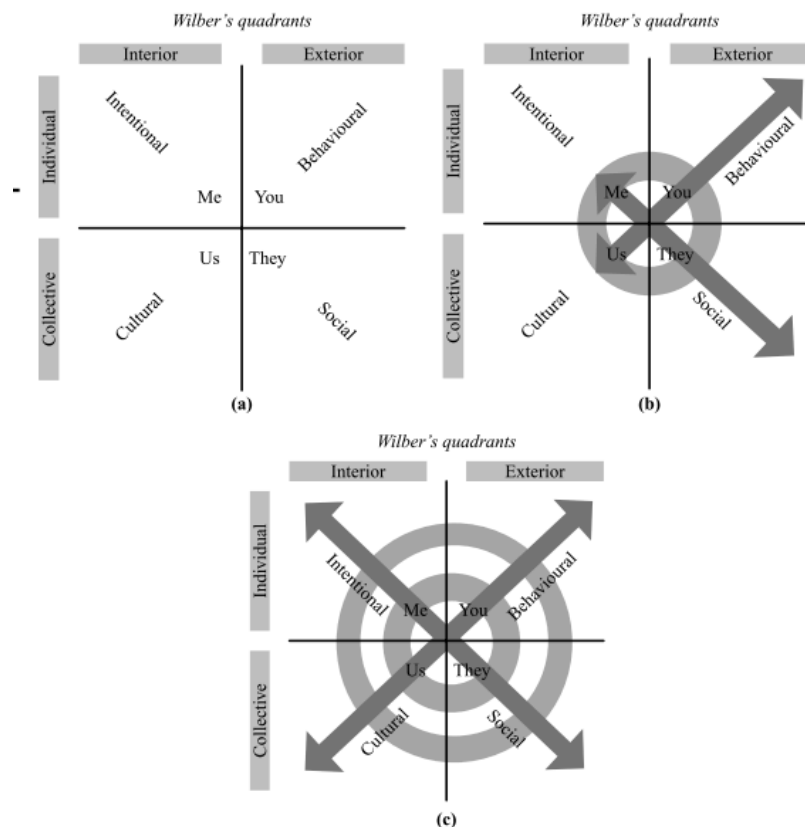 Wilber's quadrants
Interior
Exterior
Individual
Intentional
Behavioural
Me
You
Us
They
Collective
Cultural
Social
(a)
Wilber's quadrants
Interior
Exterior
Individual
Intentional
Behavioural
Me
You
Us
They
Collective
Cultural
Social
(b)
Wilber's quadrants
Interior
Exterior
Individual
Intentional
Behavioural
Me
You
Us
They
Collective
Cultural
Social
(c)